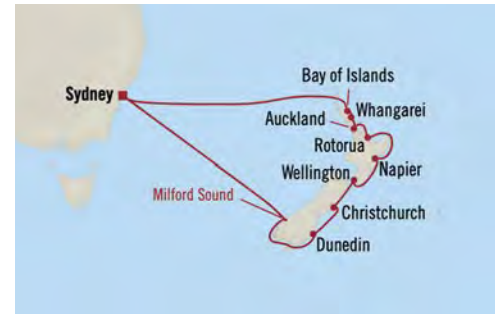 Bay of Islands
Sydney
Whangarei
Auckland
Rotorua
Wellington
Napier
Milford Sound
Christchurch
Dunedin